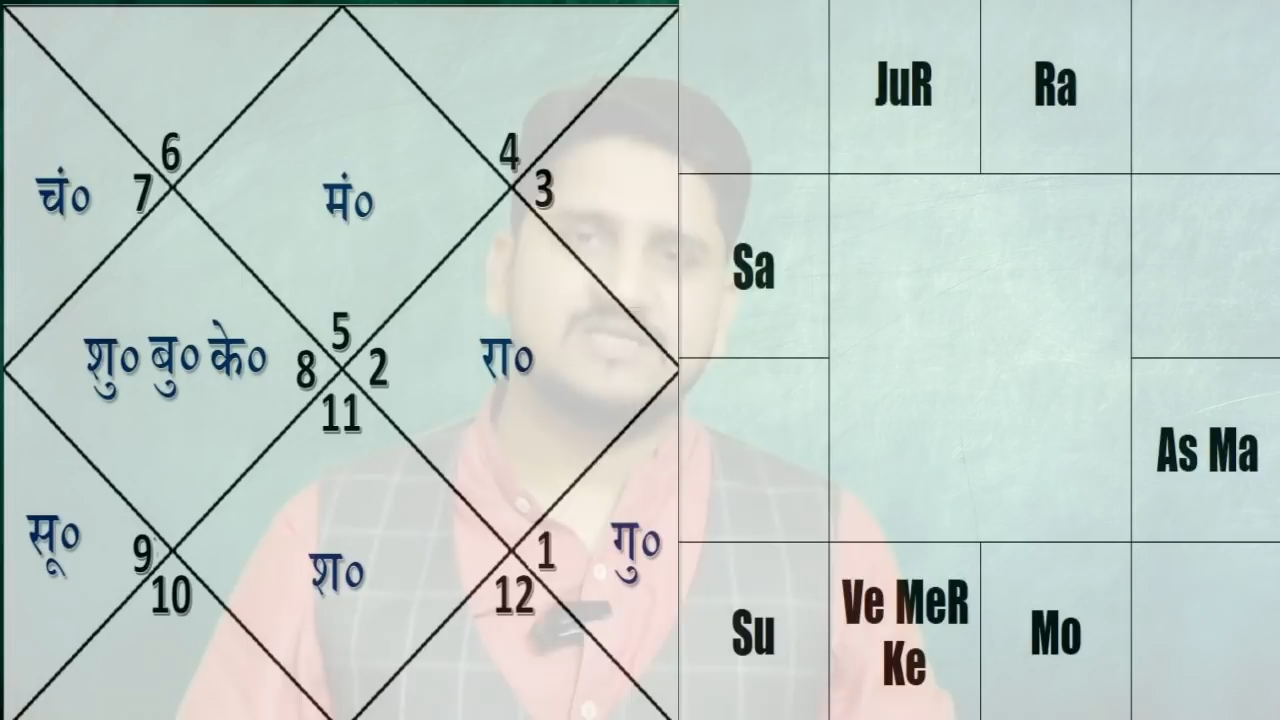 6
4
चं० 7
मं०
3
शु० बु० के० 8
5
2
रा०
11
सू० 9
10
श०
12
1
गु०
JuR
Ra
Sa
As Ma
Su
Ve MeR
Ke
Mo